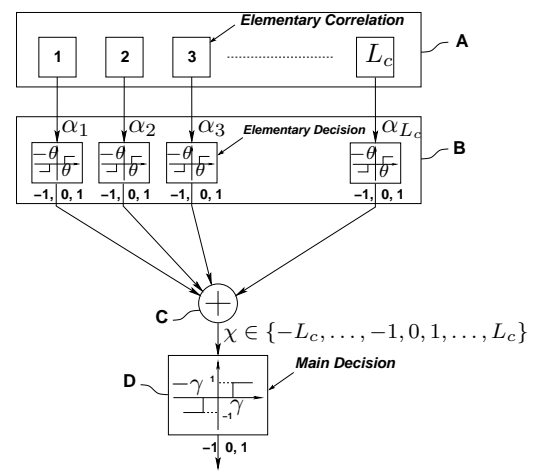 Elementary Correlation
A
1 2 3 L_c
α_1 α_2 α_3 α_{L_c}
Elementary Decision
−θ −θ −θ −θ
B
θ θ θ θ
−1, 0, 1 −1, 0, 1 −1, 0, 1 −1, 0, 1
C
+
χ ∈ {−L_c, . . . , −1, 0, 1, . . . , L_c}
Main Decision
D
−γ 1
γ
−1
−1 0, 1